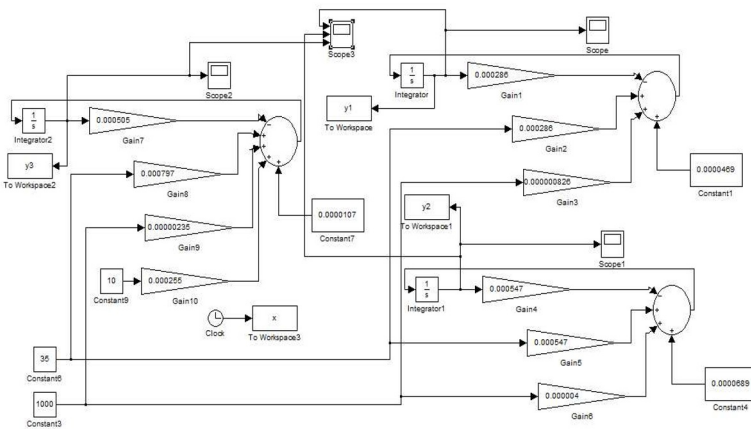 Scope3
Scope
1
s
Integrator
0.000286
Gain1
Scope2
y1
To Workspace
1
s
Integrator2
0.000505
Gain7
0.000286
Gain2
y3
To Workspace2
0.000797
Gain8
0.0000469
Constant1
0.000000826
Gain3
y2
To Workspace1
0.0000107
Constant7
0.00000235
Gain9
Scope1
10
Constant9
0.000255
Gain10
1
s
Integrator1
0.000547
Gain4
Clock
x
To Workspace3
0.000547
Gain5
35
Constant6
0.0000689
Constant4
1000
Constant3
0.000004
Gain6